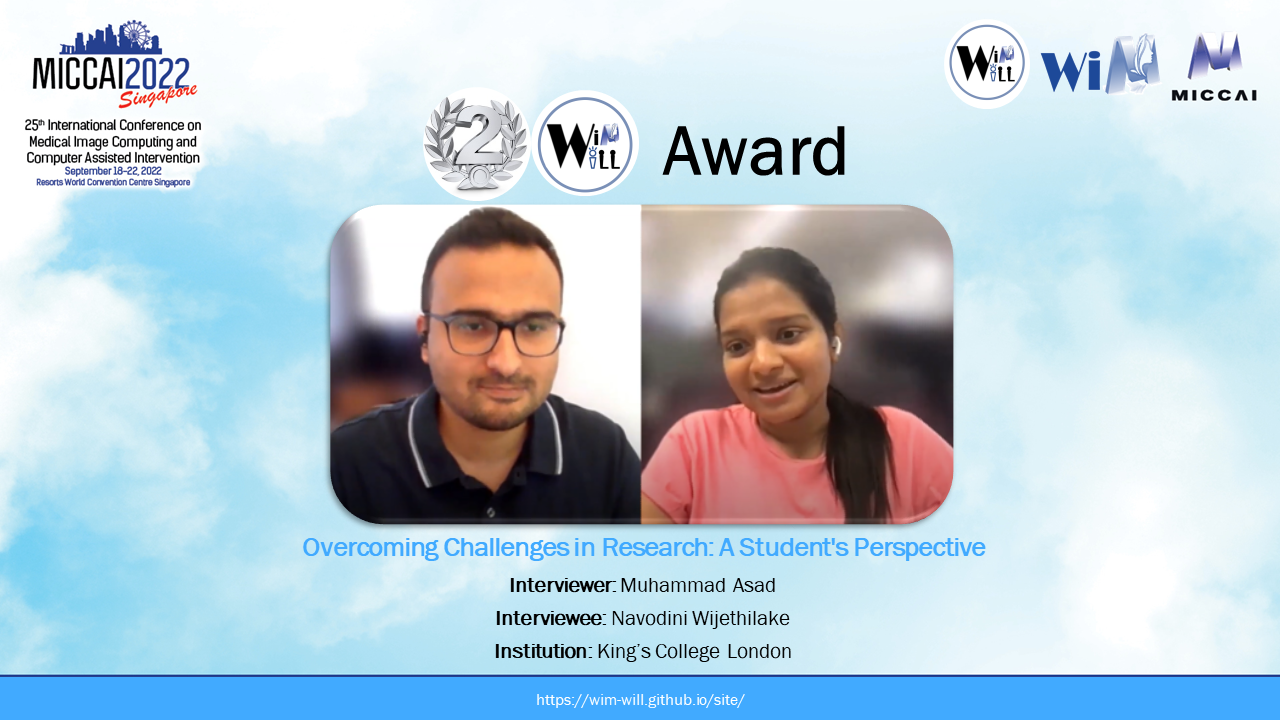 MICCAI2022
Singapore
25th International Conference on
Medical Image Computing and
Computer Assisted Intervention
September 18-22, 2022
Resorts World Convention Centre Singapore
WiM
WiLL
WiM
MICCAI
2
WiM
WiLL
Award
Overcoming Challenges in Research: A Student's Perspective
Interviewer: Muhammad Asad
Interviewee: Navodini Wijethilake
Institution: King's College London
https://wim-will.github.io/site/